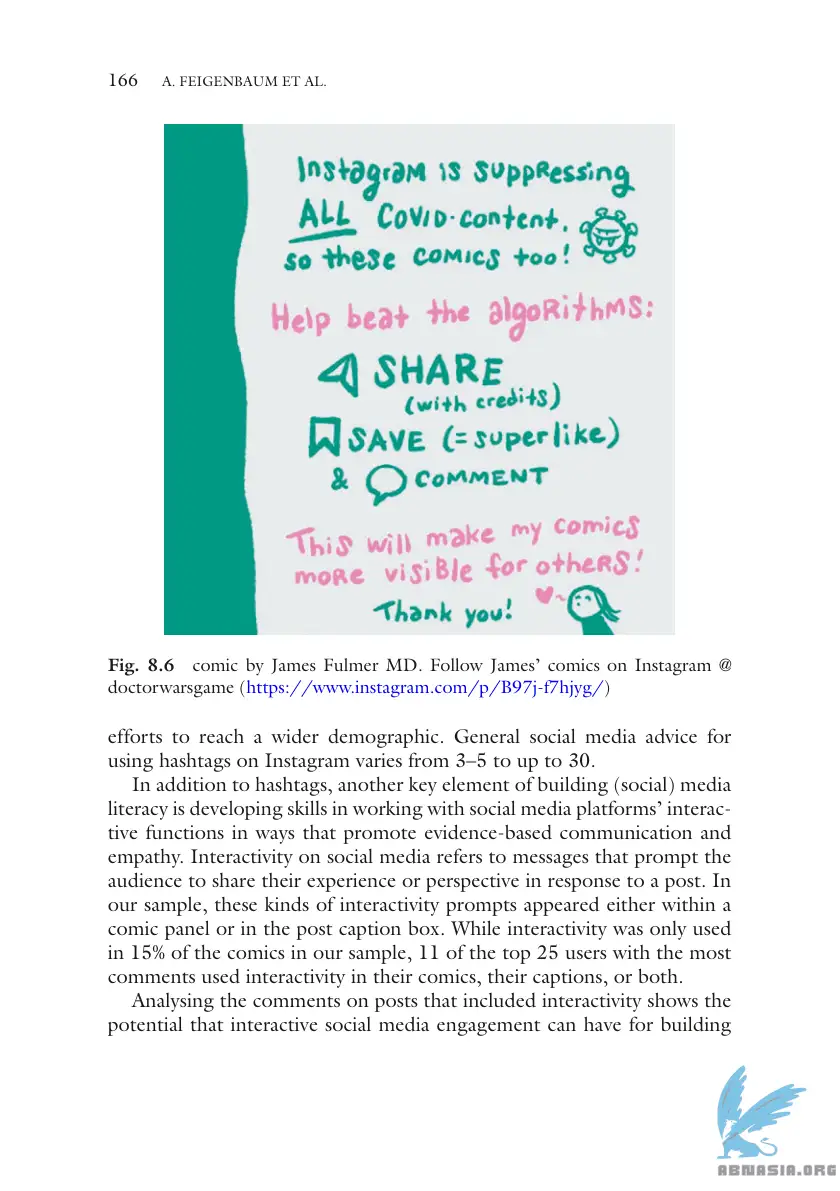 166 A. FEIGENBAUM ET AL.
Instagram is suppressing
ALL COVID-content,
so these comics too!
Help beat the algorithms:
SHARE
(with credits)
SAVE (= superlike)
& COMMENT
This will make my comics
more visible for others!
Thank you!
Fig. 8.6 comic by James Fulmer MD. Follow James’ comics on Instagram @
doctorwarsgame (https://www.instagram.com/p/B97j-f7hjyg/)
efforts to reach a wider demographic. General social media advice for
using hashtags on Instagram varies from 3–5 to up to 30.
In addition to hashtags, another key element of building (social) media
literacy is developing skills in working with social media platforms’ interac-
tive functions in ways that promote evidence-based communication and
empathy. Interactivity on social media refers to messages that prompt the
audience to share their experience or perspective in response to a post. In
our sample, these kinds of interactivity prompts appeared either within a
comic panel or in the post caption box. While interactivity was only used
in 15% of the comics in our sample, 11 of the top 25 users with the most
comments used interactivity in their comics, their captions, or both.
Analysing the comments on posts that included interactivity shows the
potential that interactive social media engagement can have for building
ABNASIA.ORG